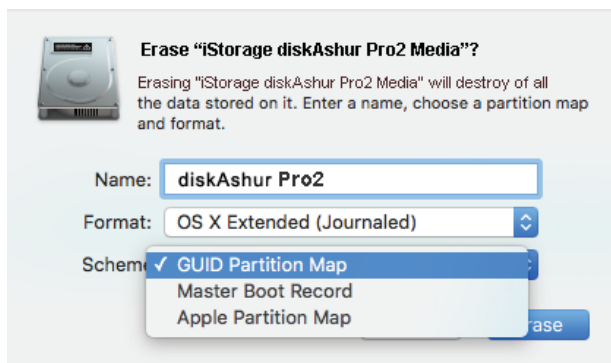 Erase “iStorage diskAshur Pro2 Media”?
Erasing "iStorage diskAshur Pro2 Media" will destroy of all
the data stored on it. Enter a name, choose a partition map
and format.
Name: diskAshur Pro2
Format: OS X Extended (Journaled)
Scheme ✓ GUID Partition Map
Master Boot Record
Apple Partition Map
rase